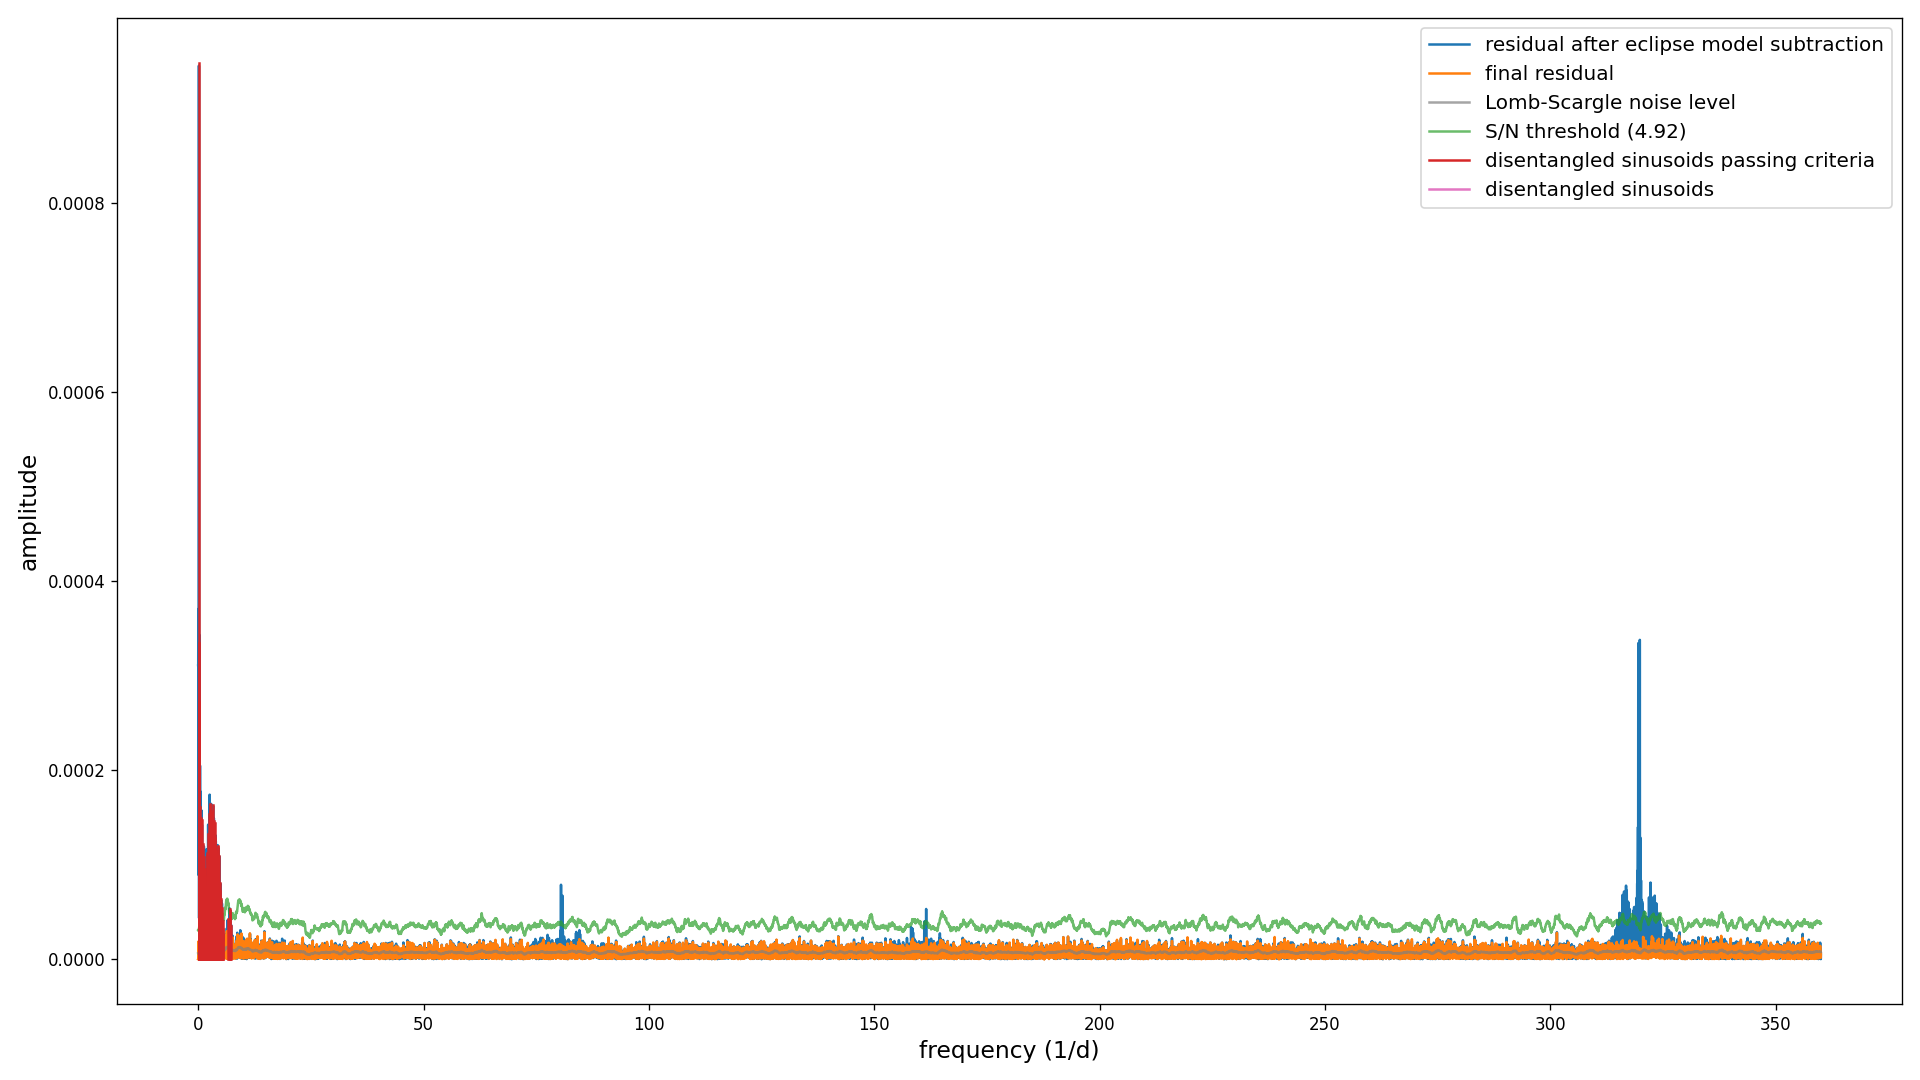 residual after eclipse model subtraction
final residual
Lomb-Scargle noise level
S/N threshold (4.92)
disentangled sinusoids passing criteria
disentangled sinusoids
amplitude
0.0008
0.0006
0.0004
0.0002
0.0000
0 50 100 150 200 250 300 350
frequency (1/d)